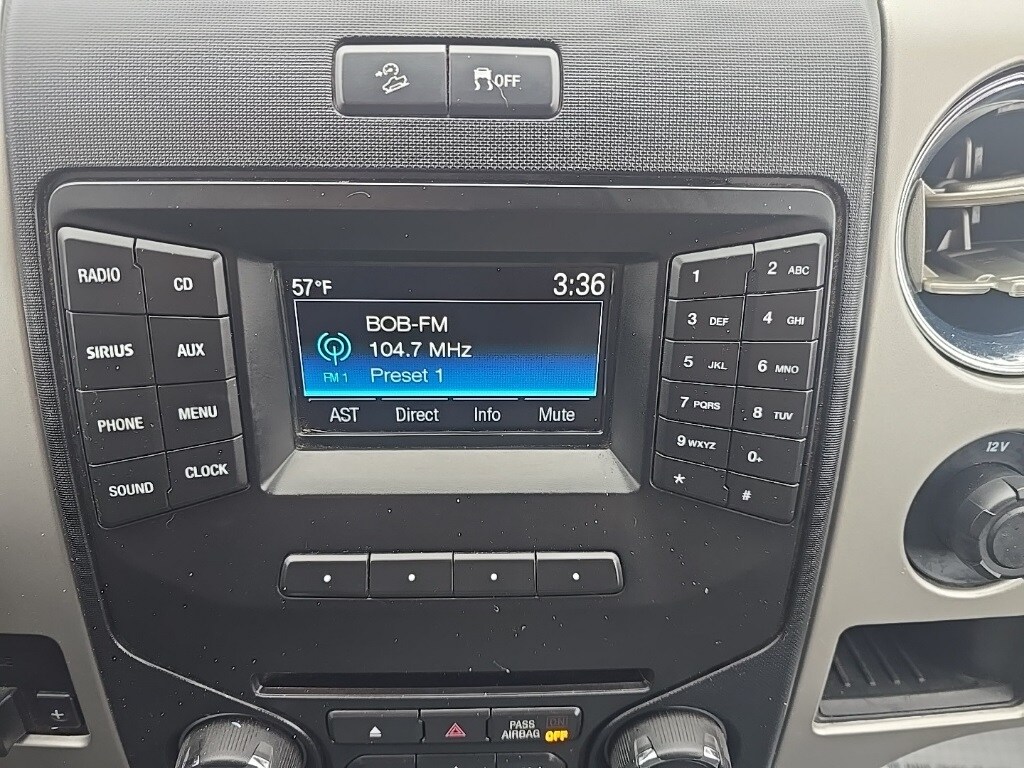 OFF
RADIO
CD
SIRIUS
AUX
PHONE
MENU
SOUND
CLOCK
57°F
3:36
BOB-FM
104.7 MHz
FM 1
Preset 1
AST Direct Info Mute
1
2 ABC
3 DEF
4 GHI
5 JKL
6 MNO
7 PQRS
8 TUV
9 WXYZ
0+
*
#
12V
PASS AIRBAG
ON
OFF
+